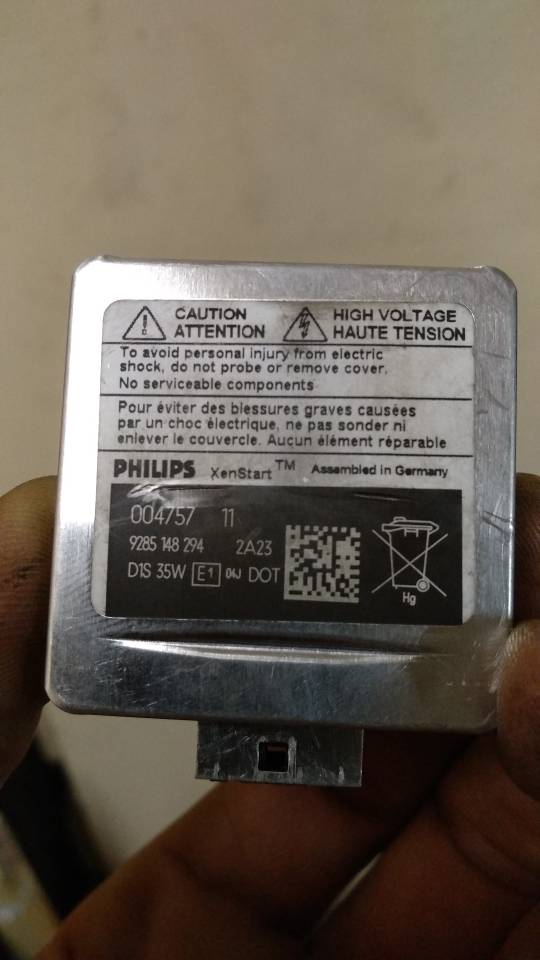 CAUTION HIGH VOLTAGE
ATTENTION HAUTE TENSION
To avoid personal injury from electric
shock, do not probe or remove cover.
No serviceable components
Pour éviter des blessures graves causées
par un choc électrique, ne pas sonder ni
enlever le couvercle. Aucun élément réparable
PHILIPS XenStart™ Assembled in Germany
004757 11
9285 148 294 2A23
D1S 35W E1 04J DOT
Hg